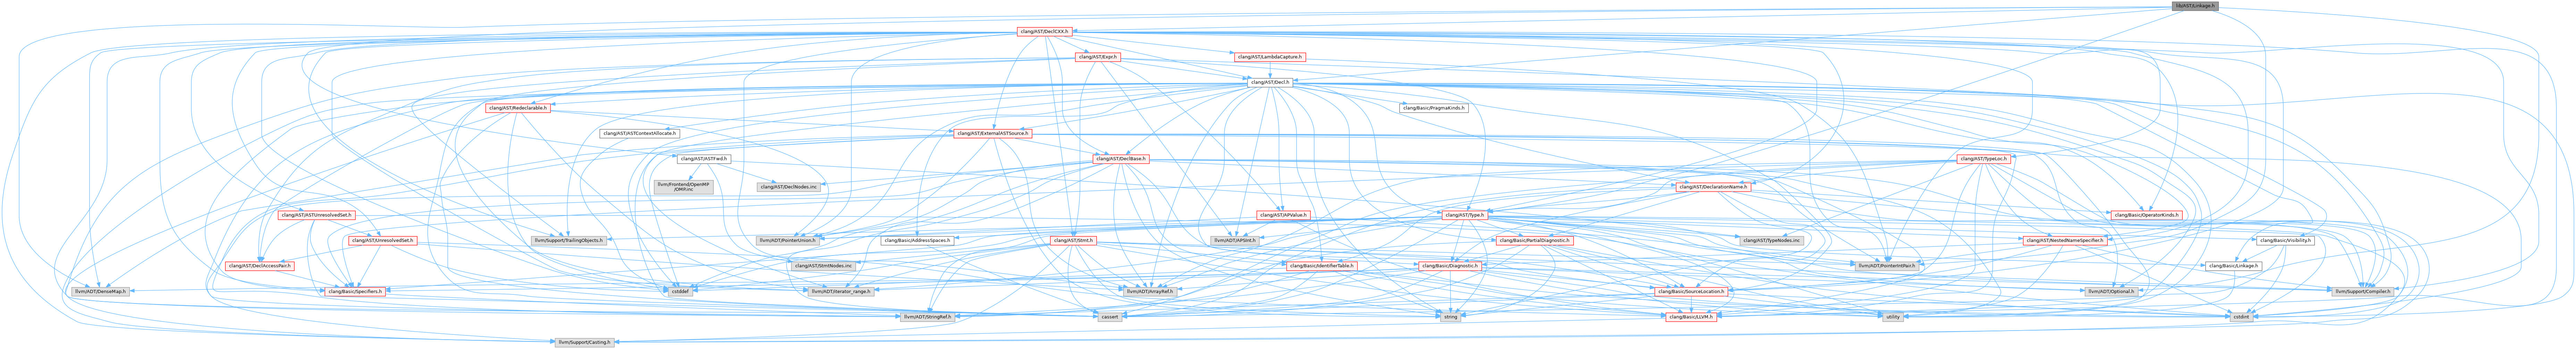 lib/AST/Linkage.h
clang/AST/DeclCXX.h
clang/AST/Expr.h
clang/AST/LambdaCapture.h
clang/AST/Decl.h
clang/AST/Redeclarable.h
clang/Basic/PragmaKinds.h
clang/AST/ASTContextAllocate.h
clang/AST/ExternalASTSource.h
clang/AST/ASTFwd.h
clang/AST/DeclBase.h
clang/AST/TypeLoc.h
llvm/Frontend/OpenMP
/OMP.inc
clang/AST/DeclNodes.inc
clang/AST/DeclarationName.h
clang/AST/ASTUnresolvedSet.h
clang/AST/APValue.h
clang/AST/Type.h
clang/Basic/OperatorKinds.h
clang/AST/UnresolvedSet.h
llvm/Support/TrailingObjects.h
llvm/ADT/PointerUnion.h
clang/Basic/AddressSpaces.h
clang/AST/Stmt.h
llvm/ADT/APSInt.h
clang/Basic/PartialDiagnostic.h
clang/AST/TypeNodes.inc
clang/AST/NestedNameSpecifier.h
clang/Basic/Visibility.h
clang/AST/DeclAccessPair.h
clang/AST/StmtNodes.inc
clang/Basic/IdentifierTable.h
clang/Basic/Diagnostic.h
llvm/ADT/PointerIntPair.h
clang/Basic/Linkage.h
llvm/ADT/DenseMap.h
clang/Basic/Specifiers.h
cstddef
llvm/ADT/iterator_range.h
llvm/ADT/ArrayRef.h
clang/Basic/SourceLocation.h
llvm/ADT/Optional.h
llvm/Support/Compiler.h
llvm/ADT/StringRef.h
cassert
string
clang/Basic/LLVM.h
utility
cstdint
llvm/Support/Casting.h